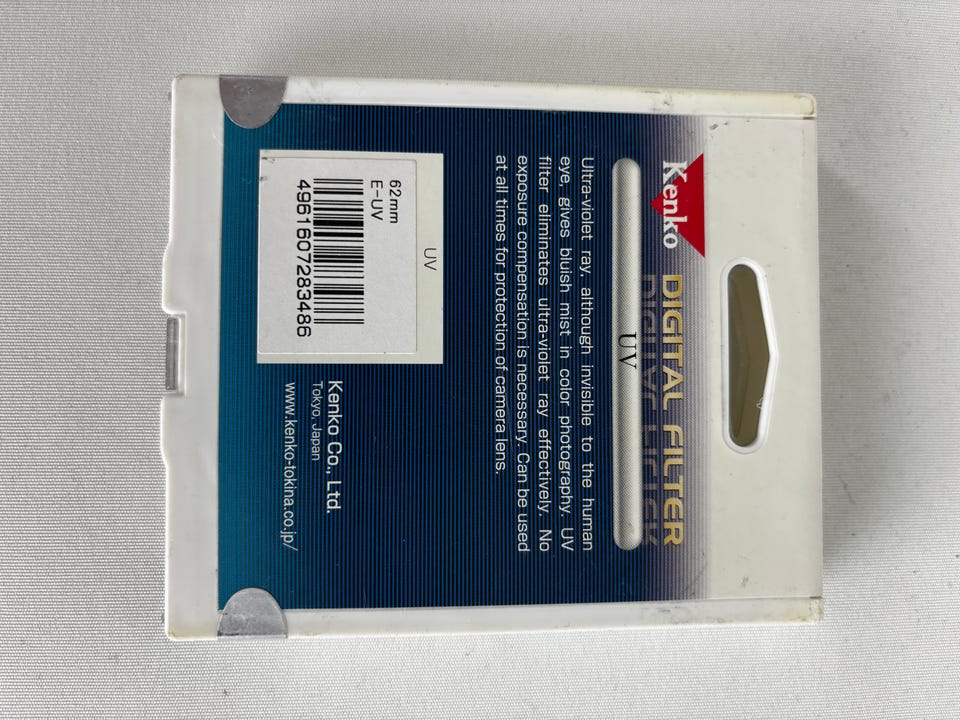 Kenko
DIGITAL FILTER
UV
Ultra-violet ray, although invisible to the human
eye, gives bluish mist in color photography. UV
filter eliminates ultra-violet ray effectively. No
exposure compensation is necessary. Can be used
at all times for protection of camera lens.
UV
62mm
E-UV
4961607283486
Kenko Co., Ltd.
Tokyo, Japan
www.kenko-tokina.co.jp/